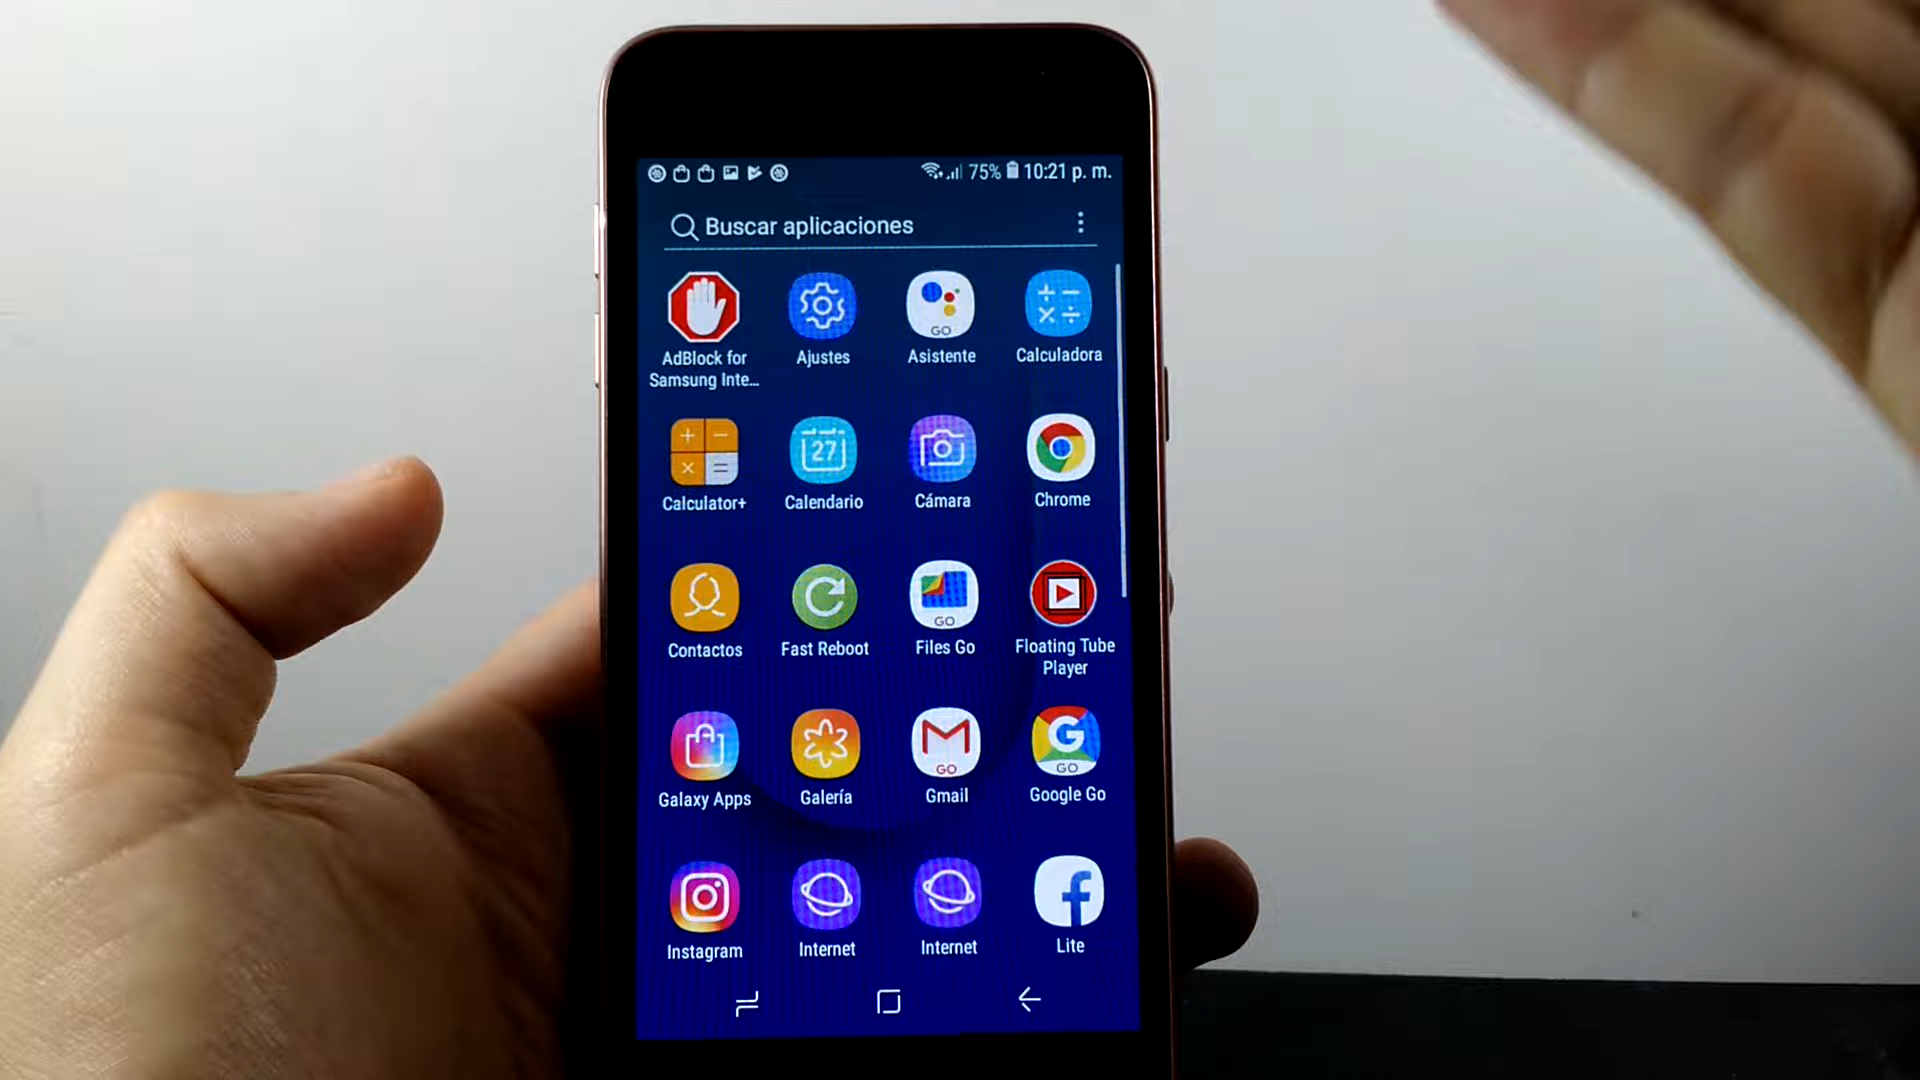 75% 10:21 p. m.
Buscar aplicaciones
GO
AdBlock for
Samsung Inte...
Ajustes
Asistente
Calculadora
27
Calculator+
Calendario
Cámara
Chrome
GO
Contactos
Fast Reboot
Files Go
Floating Tube
Player
GO
G
GO
Galaxy Apps
Galería
Gmail
Google Go
Instagram
Internet
Internet
Lite